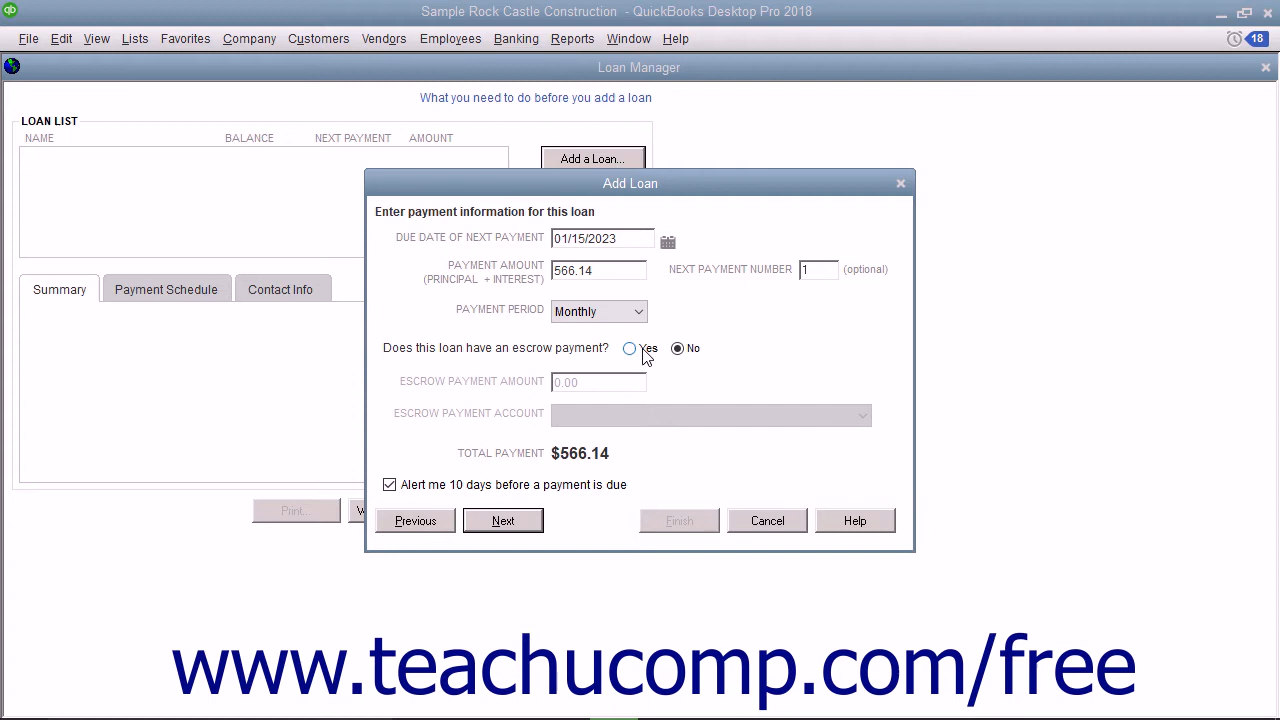 Sample Rock Castle Construction - QuickBooks Desktop Pro 2018
File Edit View Lists Favorites Company Customers Vendors Employees Banking Reports Window Help 18
Loan Manager
What you need to do before you add a loan
LOAN LIST
NAME BALANCE NEXT PAYMENT AMOUNT
Add a Loan...
Add Loan
Enter payment information for this loan
DUE DATE OF NEXT PAYMENT 01/15/2023
PAYMENT AMOUNT
(PRINCIPAL + INTEREST) 566.14 NEXT PAYMENT NUMBER 1 (optional)
Summary Payment Schedule Contact Info
PAYMENT PERIOD Monthly
Does this loan have an escrow payment? Yes No
ESCROW PAYMENT AMOUNT 0.00
ESCROW PAYMENT ACCOUNT
TOTAL PAYMENT $566.14
Alert me 10 days before a payment is due
Print...
Previous Next Finish Cancel Help
www.teachucomp.com/free